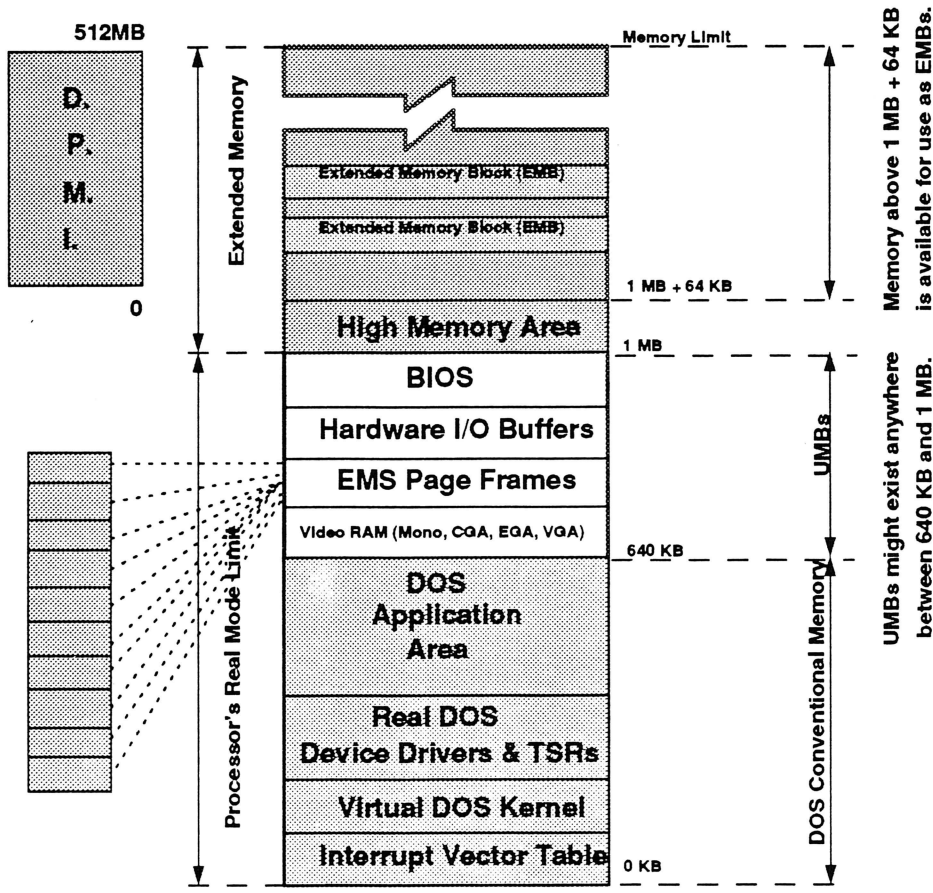 512MB
D.
P.
M.
I.
0
Extended Memory
Processor's Real Mode Limit
Extended Memory Block (EMB)
Extended Memory Block (EMB)
High Memory Area
BIOS
Hardware I/O Buffers
EMS Page Frames
Video RAM (Mono, CGA, EGA, VGA)
DOS
Application
Area
Real DOS
Device Drivers & TSRs
Virtual DOS Kernel
Interrupt Vector Table
Memory Limit
1 MB + 64 KB
1 MB
640 KB
0 KB
UMBs
DOS Conventional Memory
Memory above 1 MB + 64 KB
is available for use as EMBs.
UMBs might exist anywhere
between 640 KB and 1 MB.